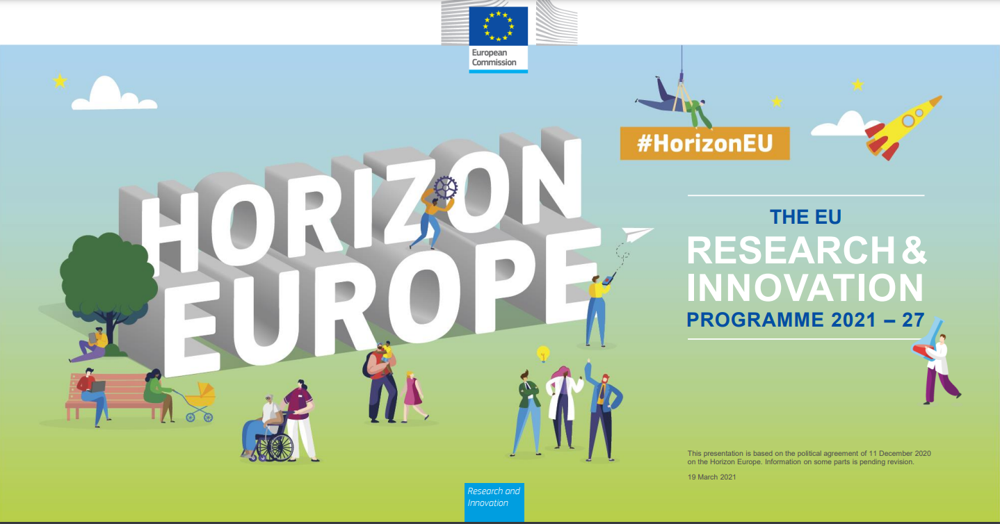 European
Commission
#HorizonEU
HORIZON
EUROPE
THE EU
RESEARCH &
INNOVATION
PROGRAMME 2021 – 27
This presentation is based on the political agreement of 11 December 2020
on the Horizon Europe. Information on some parts is pending revision.
19 March 2021
Research and
Innovation